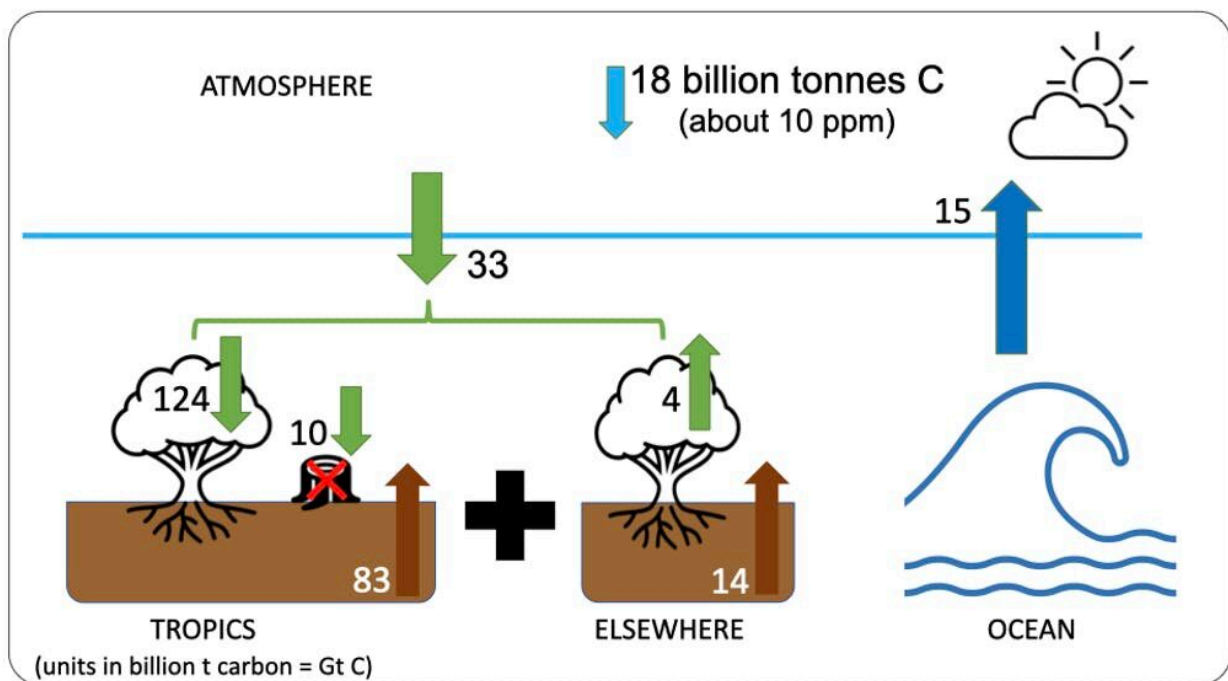 ATMOSPHERE
18 billion tonnes C
(about 10 ppm)
15
33
124
10
4
83
14
TROPICS
ELSEWHERE
OCEAN
(units in billion t carbon = Gt C)